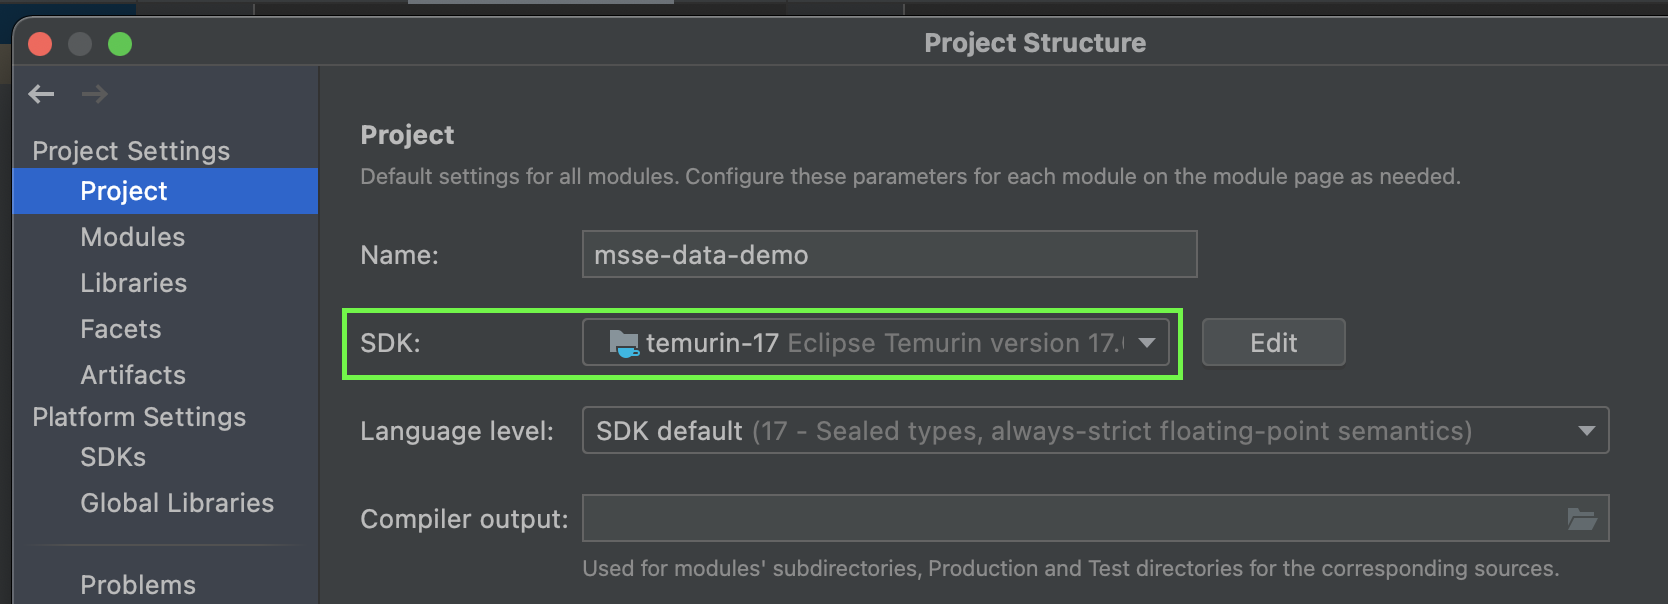 Project Structure
Project Settings
Project
Modules
Libraries
Facets
Artifacts
Platform Settings
SDKs
Global Libraries
Problems
Project
Default settings for all modules. Configure these parameters for each module on the module page as needed.
Name: msse-data-demo
SDK: temurin-17 Eclipse Temurin version 17. Edit
Language level: SDK default (17 - Sealed types, always-strict floating-point semantics)
Compiler output:
Used for modules' subdirectories, Production and Test directories for the corresponding sources.